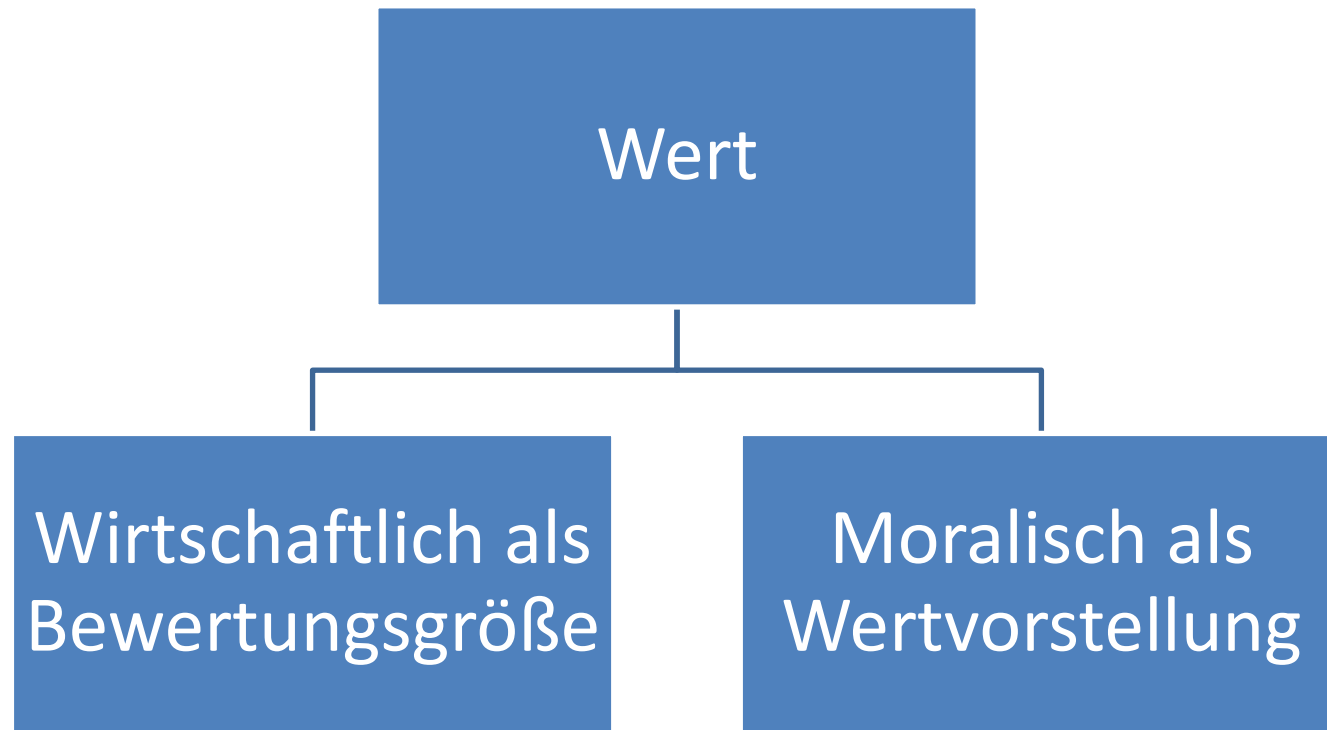 Wert
Wirtschaftlich als
Bewertungsgröße
Moralisch als
Wertvorstellung